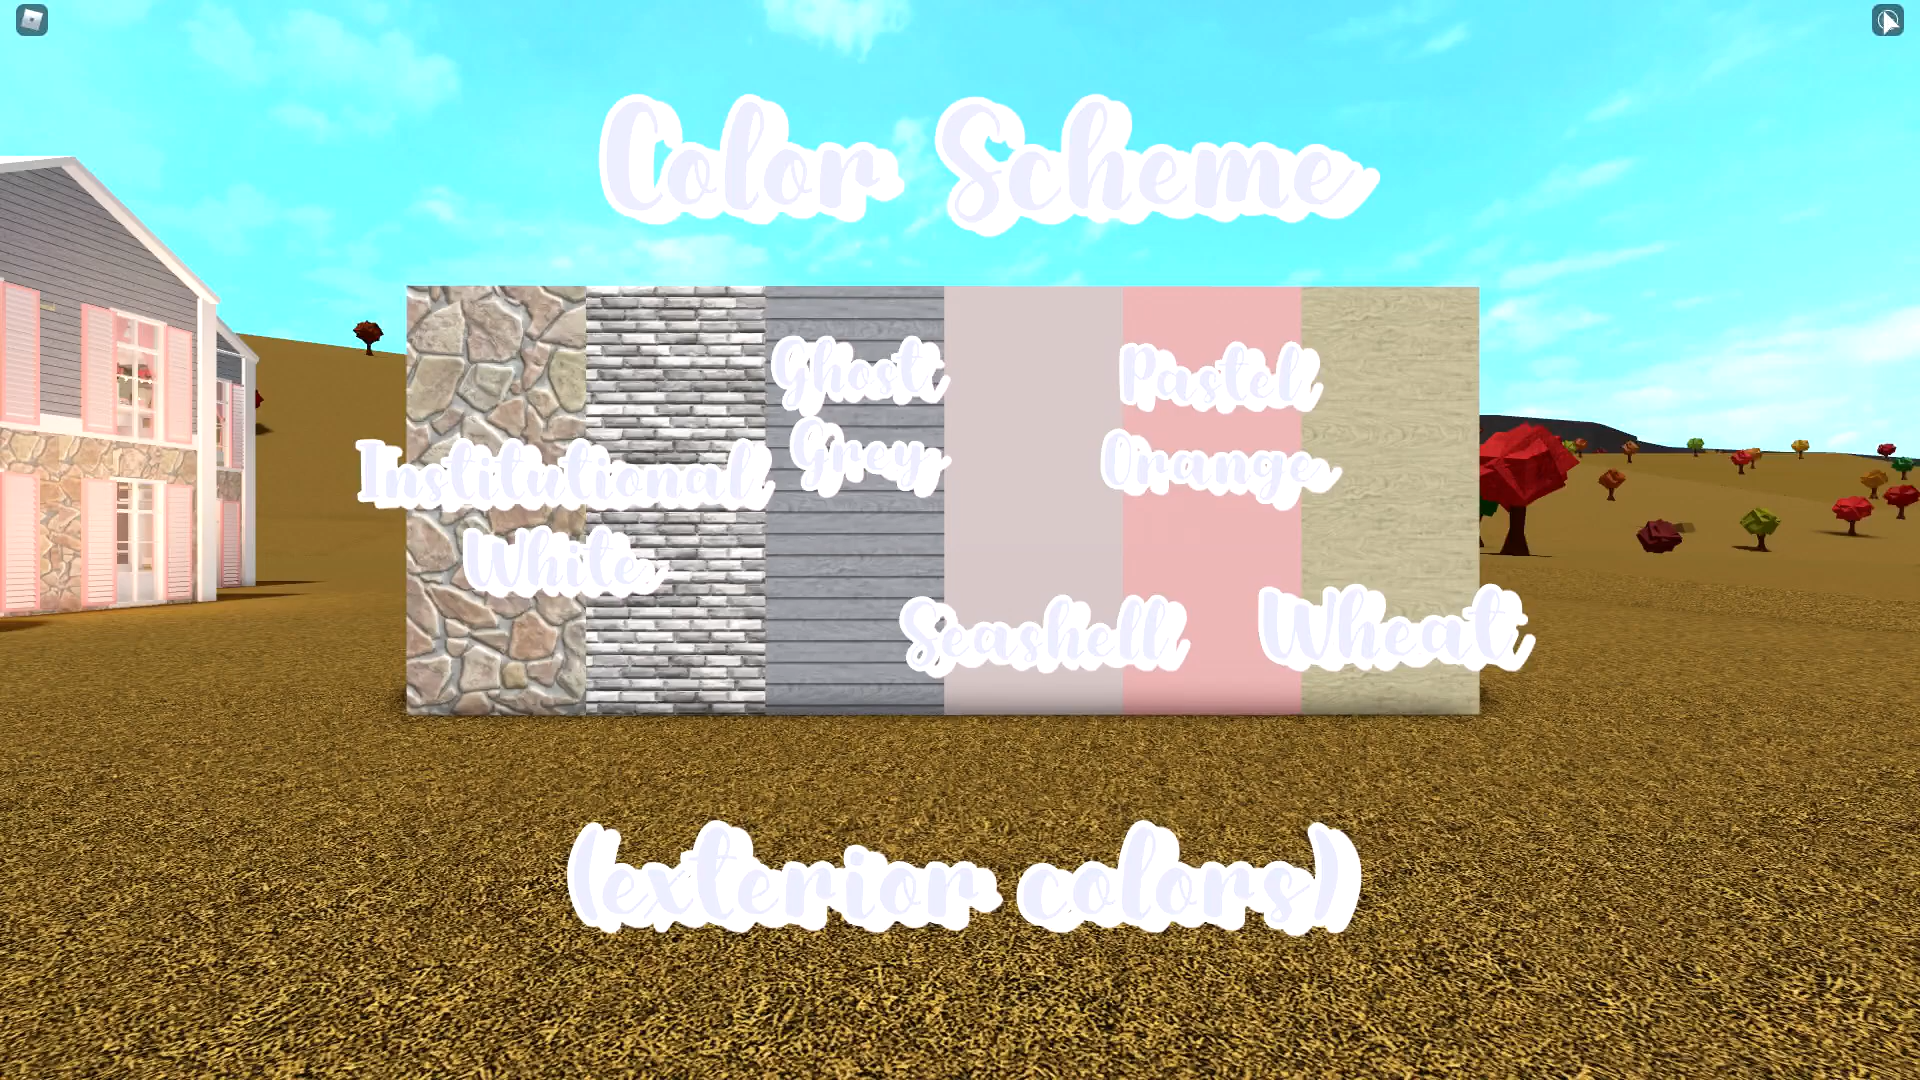 Color Scheme
Institutional
White
Ghost
Grey
Seashell
Pastel
Orange
Wheat
(exterior colors)